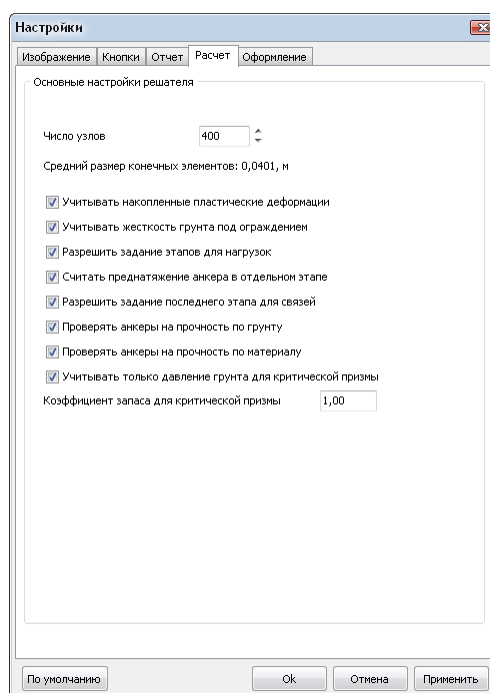 Настройки
Изображение Кнопки Отчет Расчет Оформление
Основные настройки решателя
Число узлов 400
Средний размер конечных элементов: 0,0401, м
Учитывать накопленные пластические деформации
Учитывать жесткость грунта под ограждением
Разрешить задание этапов для нагрузок
Считать преднатяжение анкера в отдельном этапе
Разрешить задание последнего этапа для связей
Проверять анкеры на прочность по грунту
Проверять анкеры на прочность по материалу
Учитывать только давление грунта для критической призмы
Коэффициент запаса для критической призмы 1,00
По умолчанию Ok Отмена Применить